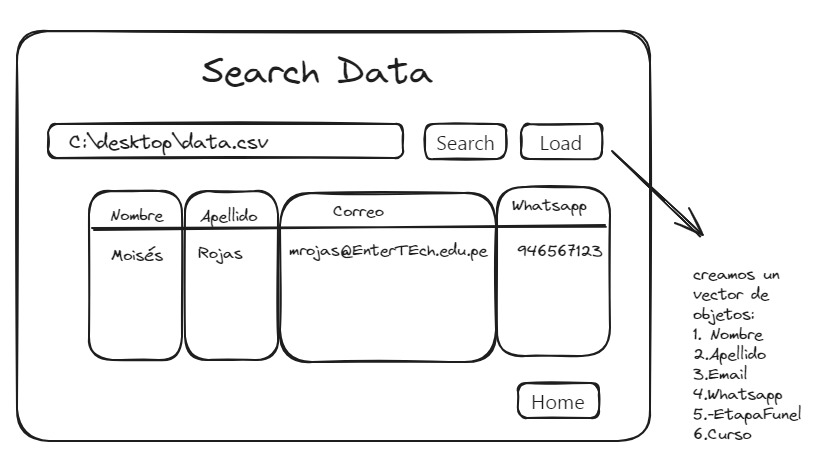 Search Data
C:\desktop\data.csv
Search
Load
Nombre Apellido Correo Whatsapp
Moisés Rojas mrojas@EnterTEch.edu.pe 946567123
Home
creamos un
vector de
objetos:
1. Nombre
2.Apellido
3.Email
4.Whatsapp
5.-EtapaFunel
6.Curso